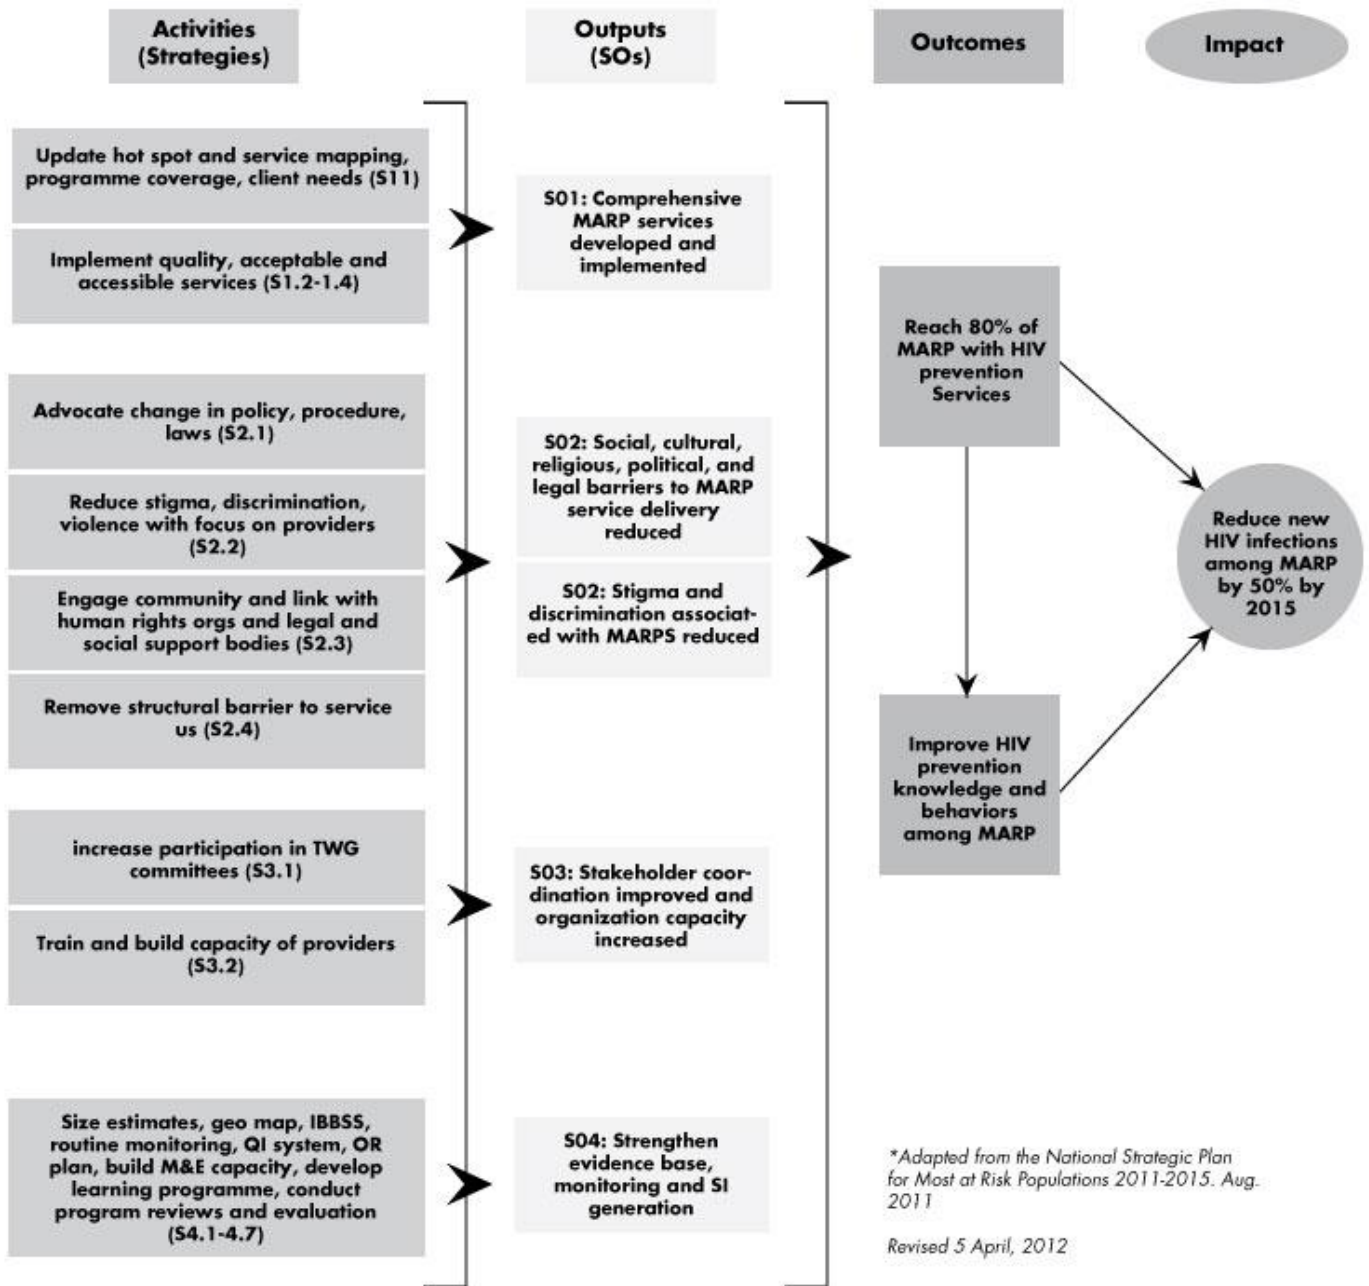 Activities
(Strategies)
Outputs
(SOs)
Outcomes
Impact
Update hot spot and service mapping,
programme coverage, client needs (S11)
Implement quality, acceptable and
accessible services (S1.2-1.4)
S01: Comprehensive
MARP services
developed and
implemented
Advocate change in policy, procedure,
laws (S2.1)
Reduce stigma, discrimination,
violence with focus on providers
(S2.2)
Engage community and link with
human rights orgs and legal and
social support bodies (S2.3)
Remove structural barrier to service
us (S2.4)
S02: Social, cultural,
religious, political, and
legal barriers to MARP
service delivery
reduced
S02: Stigma and
discrimination associat-
ed with MARPS reduced
increase participation in TWG
committees (S3.1)
Train and build capacity of providers
(S3.2)
S03: Stakeholder coor-
dination improved and
organization capacity
increased
Size estimates, geo map, IBBSS,
routine monitoring, QI system, OR
plan, build M&E capacity, develop
learning programme, conduct
program reviews and evaluation
(S4.1-4.7)
S04: Strengthen
evidence base,
monitoring and SI
generation
Reach 80% of
MARP with HIV
prevention
Services
Improve HIV
prevention
knowledge and
behaviors
among MARP
Reduce new
HIV infections
among MARP
by 50% by
2015
*Adapted from the National Strategic Plan
for Most at Risk Populations 2011-2015. Aug.
2011
Revised 5 April, 2012